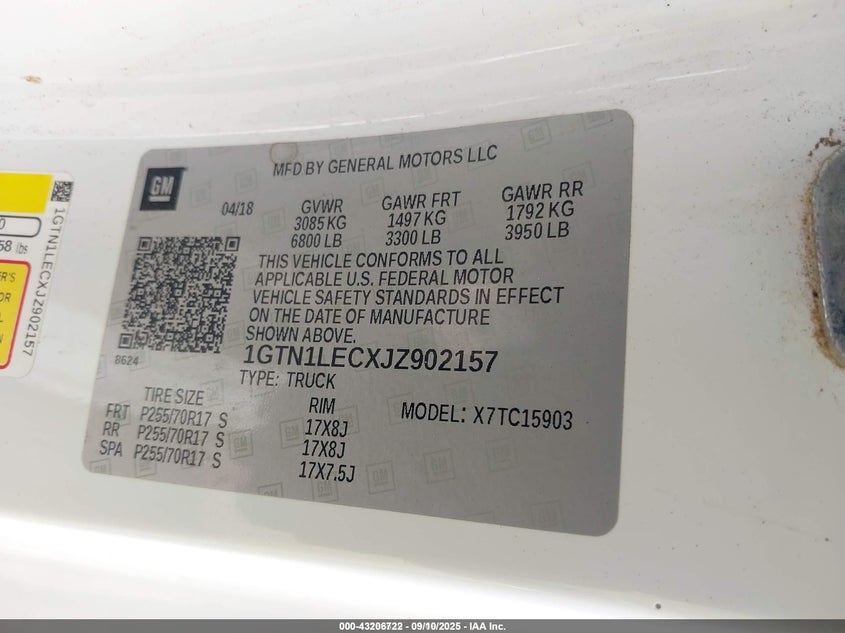 GM
MFD BY GENERAL MOTORS LLC
04/18
GVWR
3085 KG
6800 LB
GAWR FRT
1497 KG
3300 LB
GAWR RR
1792 KG
3950 LB
THIS VEHICLE CONFORMS TO ALL
APPLICABLE U.S. FEDERAL MOTOR
VEHICLE SAFETY STANDARDS IN EFFECT
ON THE DATE OF MANUFACTURE
SHOWN ABOVE.
8624
1GTN1LECXJZ902157
TYPE: TRUCK
TIRE SIZE
RIM
MODEL: X7TC15903
FRT P255/70R17 S 17X8J
RR P255/70R17 S 17X8J
SPA P255/70R17 S 17X7.5J
1GTN1LECXJZ902157
58 lbs
000-43206722 - 09/10/2025 - IAA Inc.